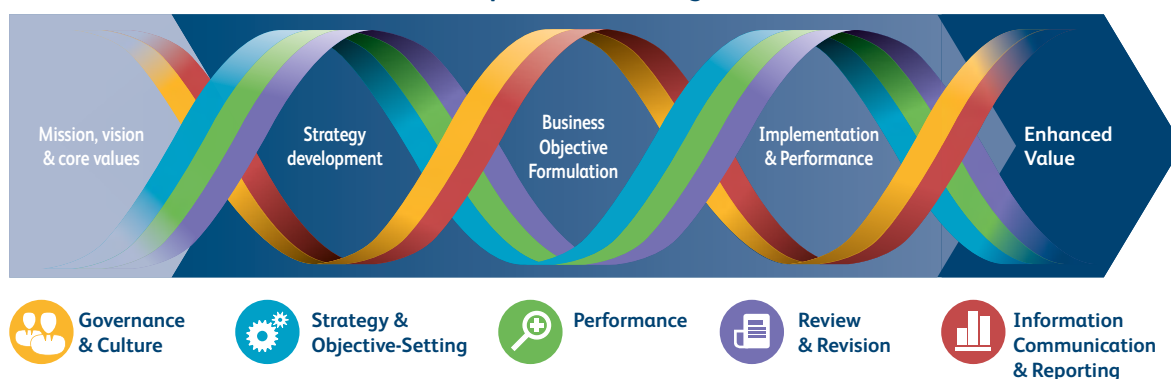 Mission, vision
& core values
Strategy
development
Business
Objective
Formulation
Implementation
& Performance
Enhanced
Value
Governance
& Culture
Strategy &
Objective-Setting
Performance
Review
& Revision
Information
Communication
& Reporting